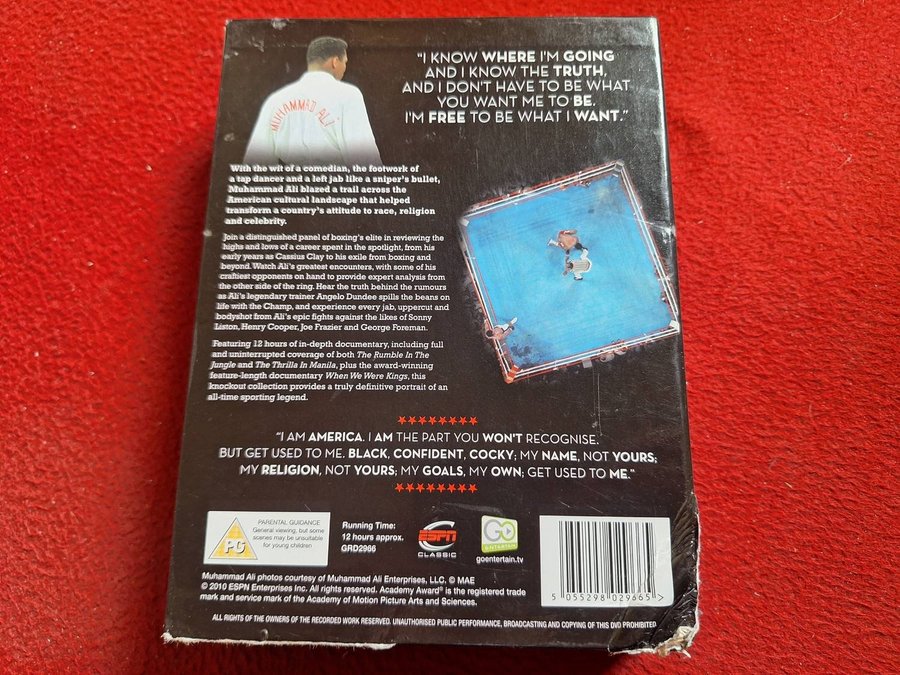 MUHAMMAD ALI
"I KNOW WHERE I'M GOING
AND I KNOW THE TRUTH,
AND I DON'T HAVE TO BE WHAT
YOU WANT ME TO BE.
I'M FREE TO BE WHAT I WANT."
With the wit of a comedian, the footwork of
a tap dancer and a left jab like a sniper's bullet,
Muhammad Ali blazed a trail across the
American cultural landscape that helped
transform a country's attitude to race, religion
and celebrity.
Join a distinguished panel of boxing's elite in reviewing the
highs and lows of a career spent in the spotlight, from his
early years as Cassius Clay to his exile from boxing and
beyond. Watch Ali's greatest encounters, with some of his
craftiest opponents on hand to provide expert analysis from
the other side of the ring. Hear the truth behind the rumours
as Ali's legendary trainer Angelo Dundee spills the beans on
life with the Champ, and experience every jab, uppercut and
bodyshot from Ali's epic fights against the likes of Sonny
Liston, Henry Cooper, Joe Frazier and George Foreman.
Featuring 12 hours of in-depth documentary, including full
and uninterrupted coverage of both The Rumble In The
Jungle and The Thrilla In Manila, plus the award-winning
feature-length documentary When We Were Kings, this
knockout collection provides a truly definitive portrait of an
all-time sporting legend.
"I AM AMERICA. I AM THE PART YOU WON'T RECOGNISE.
BUT GET USED TO ME. BLACK, CONFIDENT, COCKY; MY NAME, NOT YOURS;
MY RELIGION, NOT YOURS; MY GOALS, MY OWN; GET USED TO ME."
PG
PARENTAL GUIDANCE
General viewing, but some
scenes may be unsuitable
for young children
Running Time:
12 hours approx.
GRD2966
ESPN
CLASSIC
GO
ENTERTAIN
goentertain.tv
5 055298 029665 >
Muhammad Ali photos courtesy of Muhammad Ali Enterprises, LLC. © MAE
© 2010 ESPN Enterprises Inc. All rights reserved. Academy Award® is the registered trade
mark and service mark of the Academy of Motion Picture Arts and Sciences.
ALL RIGHTS OF THE OWNERS OF THE RECORDED WORK RESERVED. UNAUTHORISED PUBLIC PERFORMANCE, BROADCASTING AND COPYING OF THIS DVD PROHIBITED.